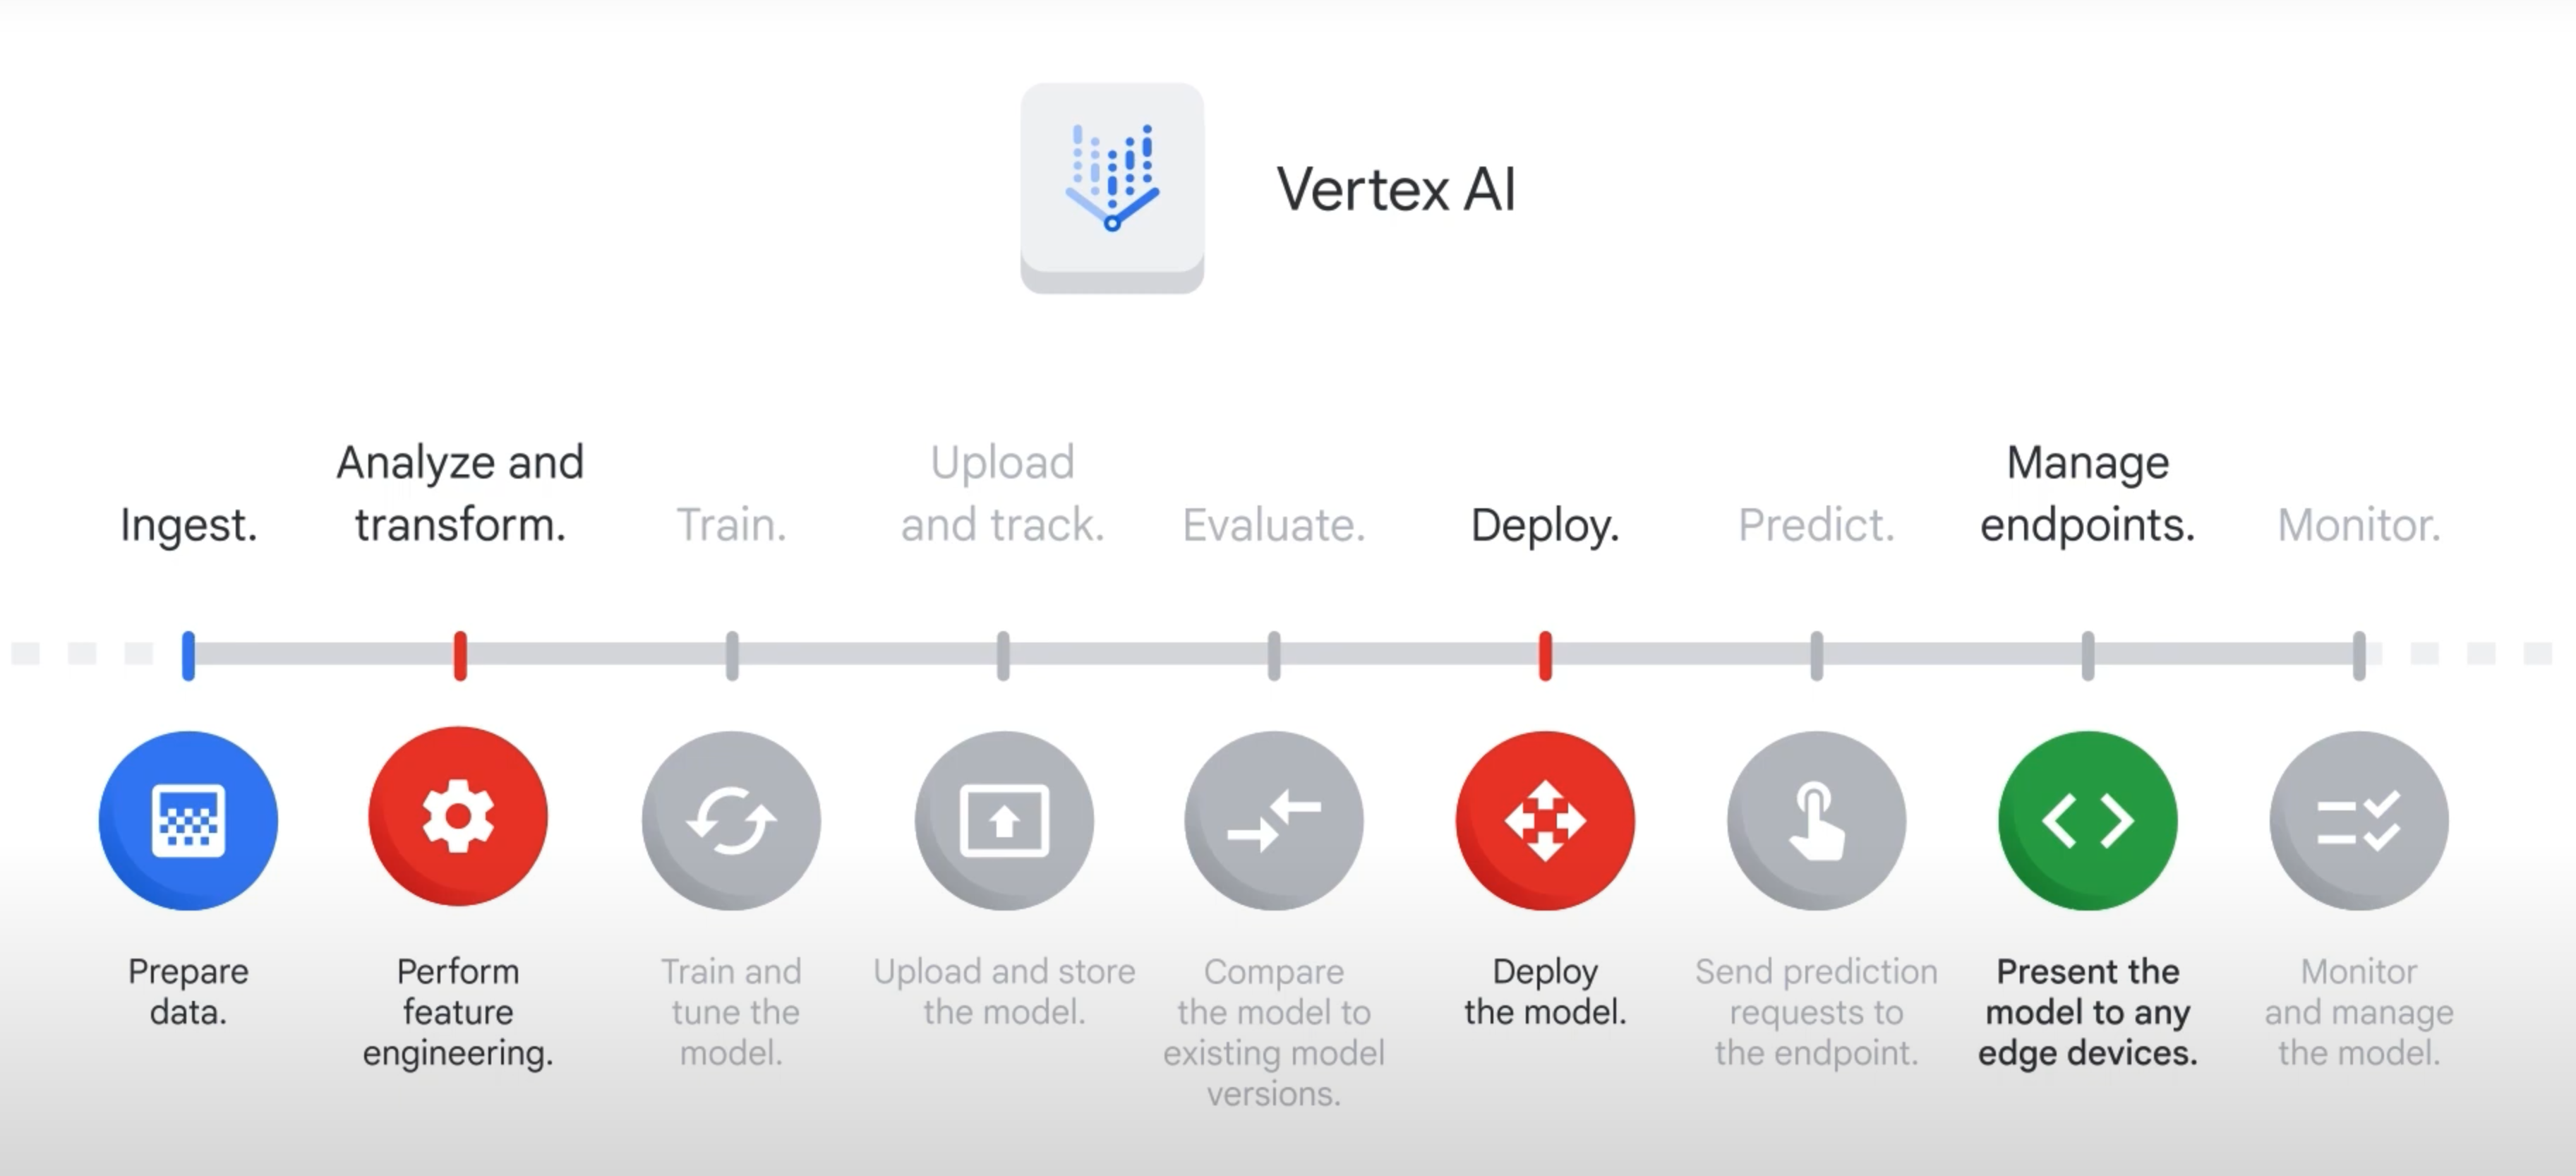 Vertex AI
Ingest.
Analyze and
transform.
Train.
Upload
and track.
Evaluate.
Deploy.
Predict.
Manage
endpoints.
Monitor.
Prepare
data.
Perform
feature
engineering.
Train and
tune the
model.
Upload and store
the model.
Compare
the model to
existing model
versions.
Deploy
the model.
Send prediction
requests to
the endpoint.
Present the
model to any
edge devices.
Monitor
and manage
the model.